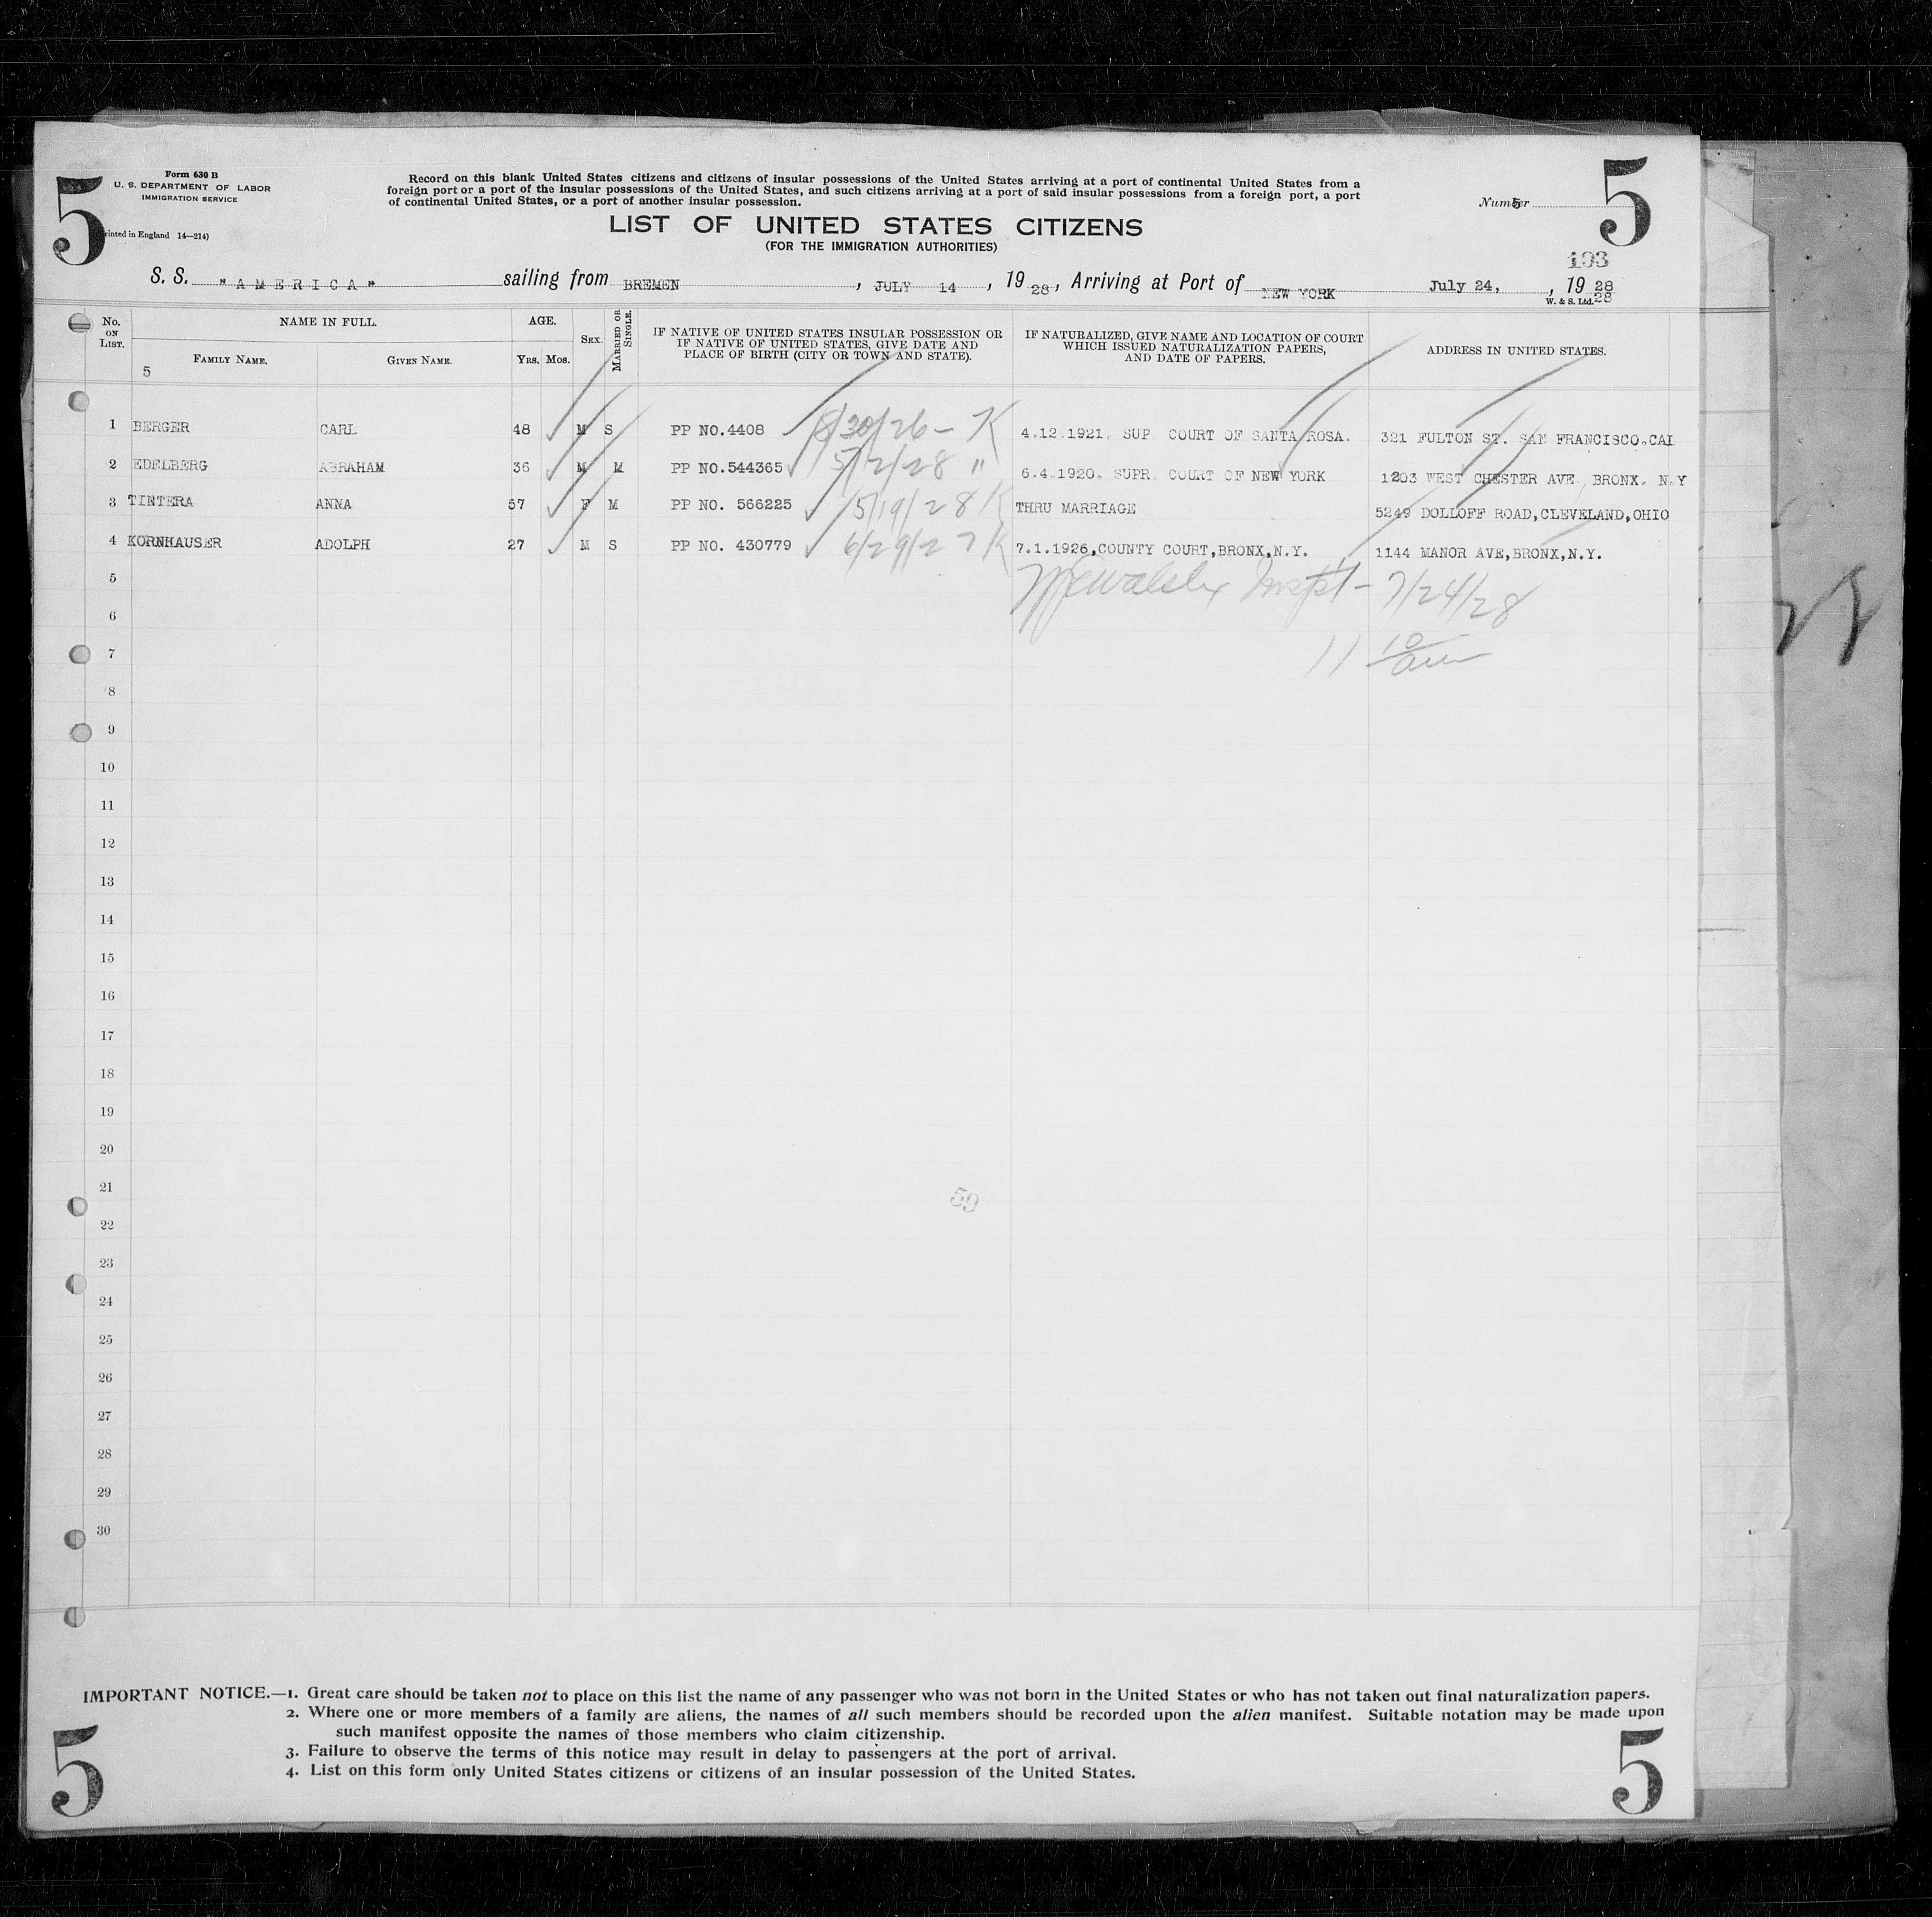 5
Form 630 B
U. S. DEPARTMENT OF LABOR
IMMIGRATION SERVICE
rinted in England 14—214)
Record on this blank United States citizens and citizens of insular possessions of the United States arriving at a port of continental United States from a
foreign port or a port of the insular possessions of the United States, and such citizens arriving at a port of said insular possessions from a foreign port, a port
of continental United States, or a port of another insular possession.
Number 5
5
LIST OF UNITED STATES CITIZENS
(FOR THE IMMIGRATION AUTHORITIES)
103
S. S. "AMERICA" sailing from BREMEN, JULY 14, 1928, Arriving at Port of NEW YORK July 24, , 1928
W. & S. Ltd. 28
No. ON LIST.
NAME IN FULL.
FAMILY NAME.
GIVEN NAME.
5
AGE.
Yrs. Mos.
SEX.
MARRIED OR SINGLE.
IF NATIVE OF UNITED STATES INSULAR POSSESSION OR
IF NATIVE OF UNITED STATES, GIVE DATE AND
PLACE OF BIRTH (CITY OR TOWN AND STATE).
IF NATURALIZED, GIVE NAME AND LOCATION OF COURT
WHICH ISSUED NATURALIZATION PAPERS,
AND DATE OF PAPERS.
ADDRESS IN UNITED STATES.
1 BERGER CARL 48 M S PP NO.4408 8/30/26 - K 4.12.1921. SUP. COURT OF SANTA ROSA. 321 FULTON ST. SAN FRANCISCO.CAL
2 EDELBERG ABRAHAM 36 M M PP NO.544365 5/2/28 " 6.4.1920. SUPR. COURT OF NEW YORK 1203 WEST CHESTER AVE. BRONX. N.Y
3 TINTERA ANNA 57 F M PP NO. 566225 5/19/28 K THRU MARRIAGE 5249 DOLLOFF ROAD,CLEVELAND,OHIO
4 KORNHAUSER ADOLPH 27 M S PP NO. 430779 6/29/27 K 7.1.1926,COUNTY COURT,BRONX,N.Y. 1144 MANOR AVE,BRONX,N.Y.
5
7/24/28
6
11 10/am
7
8
9
10
11
12
13
14
15
16
17
18
19
20
21
59
22
23
24
25
26
27
28
29
30
IMPORTANT NOTICE.—1. Great care should be taken not to place on this list the name of any passenger who was not born in the United States or who has not taken out final naturalization papers.
2. Where one or more members of a family are aliens, the names of all such members should be recorded upon the alien manifest. Suitable notation may be made upon
such manifest opposite the names of those members who claim citizenship.
3. Failure to observe the terms of this notice may result in delay to passengers at the port of arrival.
4. List on this form only United States citizens or citizens of an insular possession of the United States.
5
5